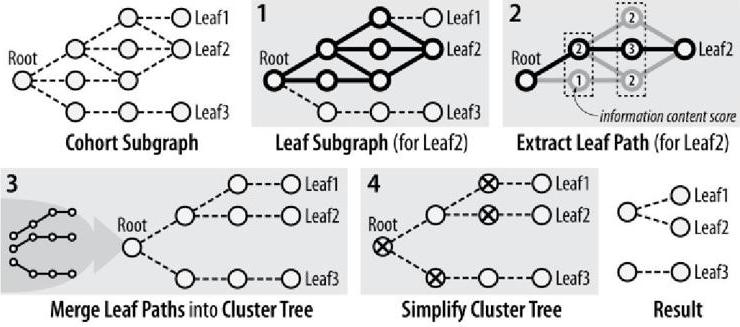 Root
Leaf1
Leaf2
Leaf3
Cohort Subgraph
1
Root
Leaf1
Leaf2
Leaf3
Leaf Subgraph (for Leaf2)
2
Root
2
2
3
1
2
Leaf2
information content score
Extract Leaf Path (for Leaf2)
3
Root
Leaf1
Leaf2
Leaf3
Merge Leaf Paths into Cluster Tree
4
Root
Leaf1
Leaf2
Leaf3
Simplify Cluster Tree
Leaf1
Leaf2
Leaf3
Result